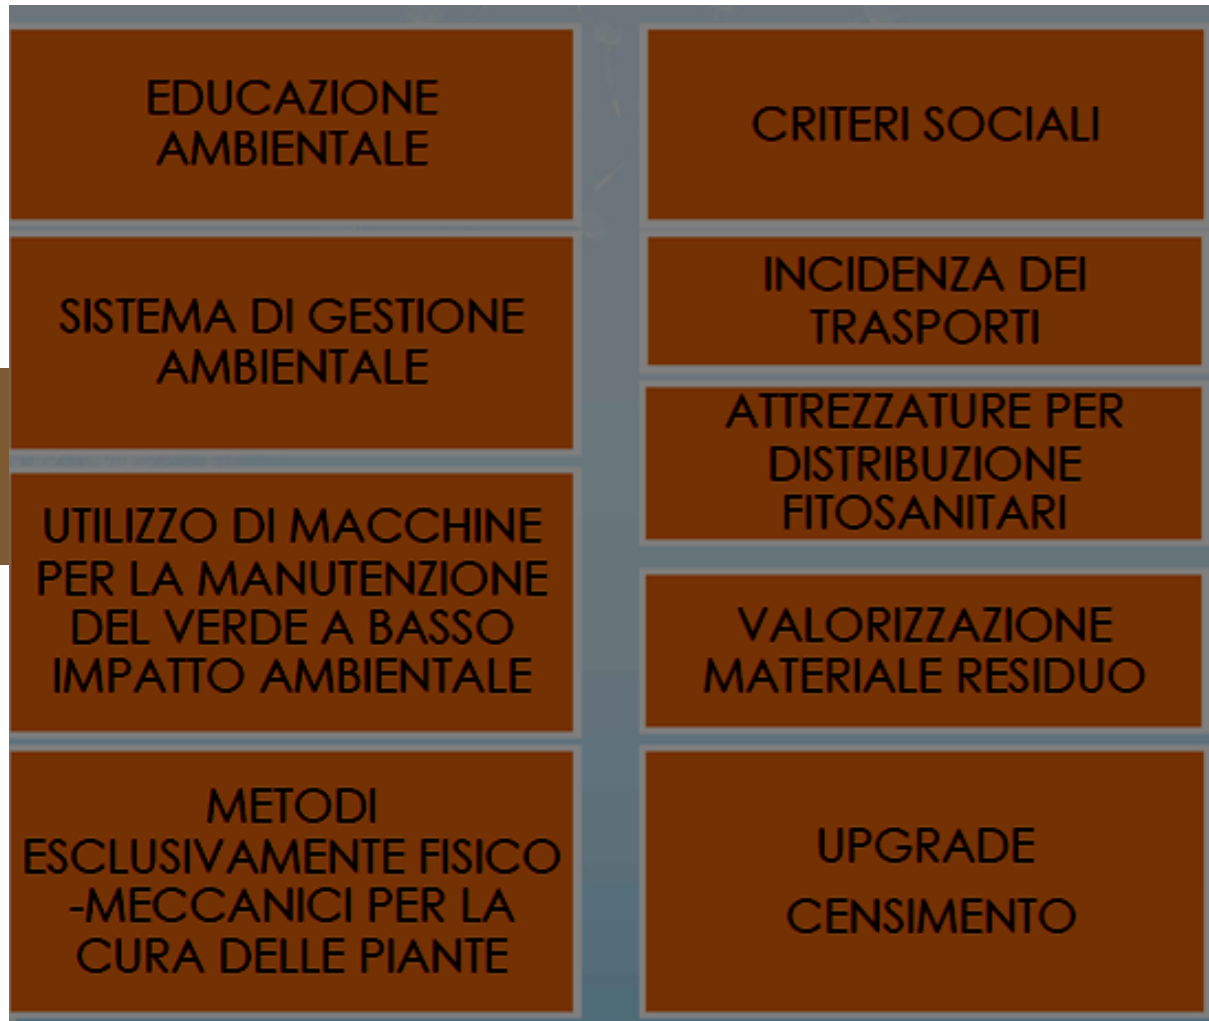 EDUCAZIONE
AMBIENTALE
SISTEMA DI GESTIONE
AMBIENTALE
UTILIZZO DI MACCHINE
PER LA MANUTENZIONE
DEL VERDE A BASSO
IMPATTO AMBIENTALE
METODI
ESCLUSIVAMENTE FISICO
-MECCANICI PER LA
CURA DELLE PIANTE
CRITERI SOCIALI
INCIDENZA DEI
TRASPORTI
ATTREZZATURE PER
DISTRIBUZIONE
FITOSANITARI
VALORIZZAZIONE
MATERIALE RESIDUO
UPGRADE
CENSIMENTO